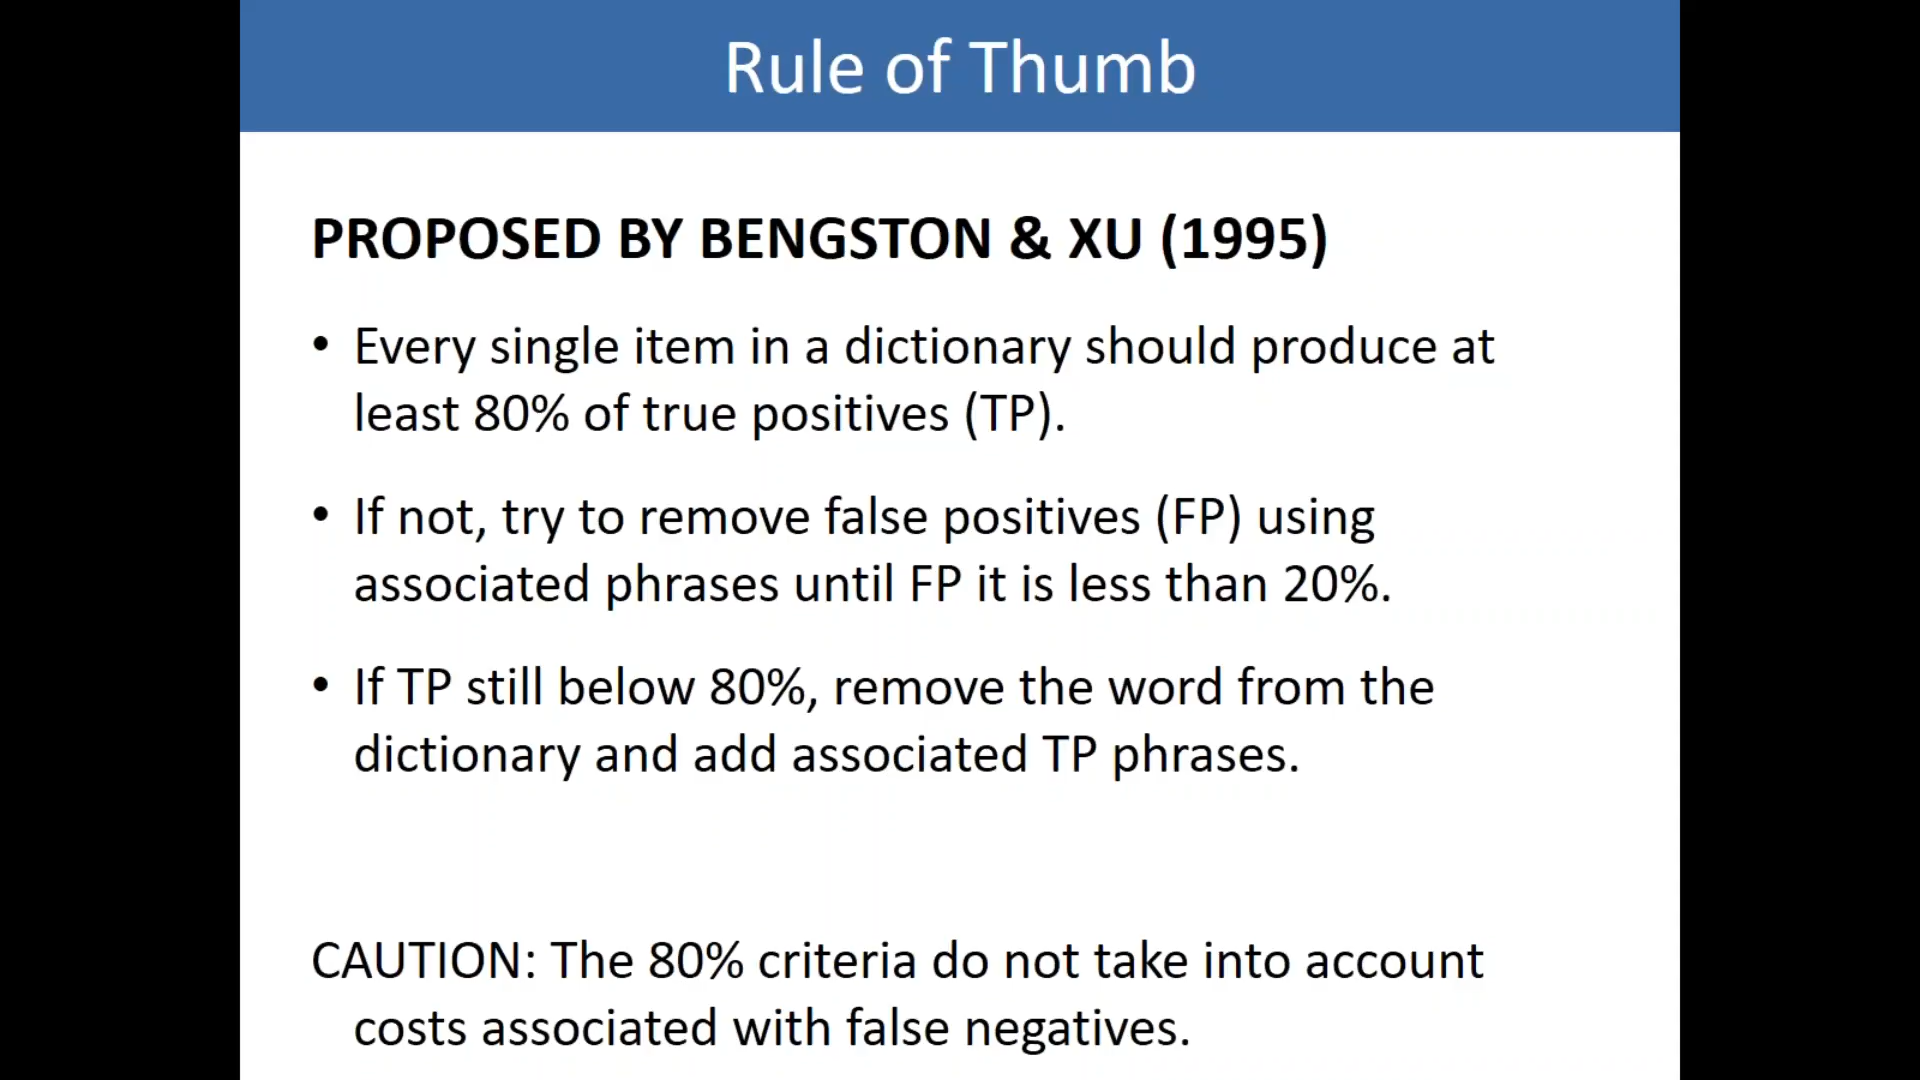 Rule of Thumb
PROPOSED BY BENGSTON & XU (1995)
• Every single item in a dictionary should produce at
least 80% of true positives (TP).
• If not, try to remove false positives (FP) using
associated phrases until FP it is less than 20%.
• If TP still below 80%, remove the word from the
dictionary and add associated TP phrases.
CAUTION: The 80% criteria do not take into account
costs associated with false negatives.